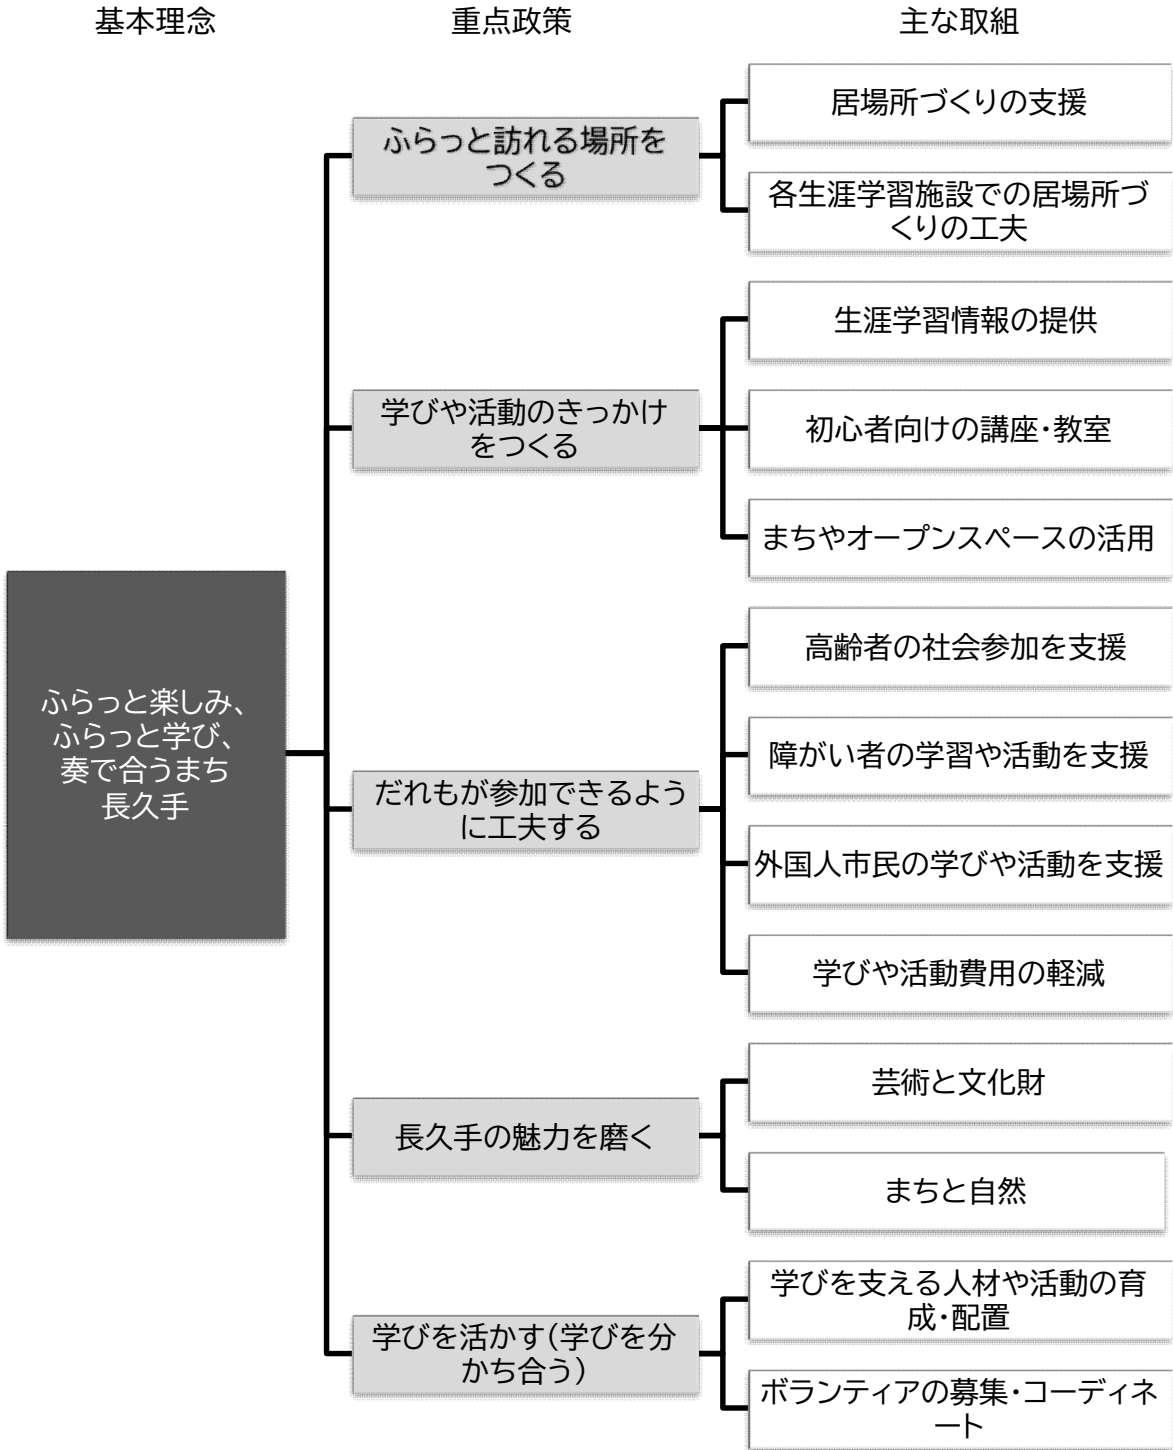 基本理念
重点政策
主な取組
ふらっと楽しみ、
ふらっと学び、
奏で合うまち
長久手
ふらっと訪れる場所を
つくる
居場所づくりの支援
各生涯学習施設での居場所づ
くりの工夫
学びや活動のきっかけ
をつくる
生涯学習情報の提供
初心者向けの講座・教室
まちやオープンスペースの活用
だれもが参加できるよう
に工夫する
高齢者の社会参加を支援
障がい者の学習や活動を支援
外国人市民の学びや活動を支援
学びや活動費用の軽減
長久手の魅力を磨く
芸術と文化財
まちと自然
学びを活かす（学びを分
かち合う）
学びを支える人材や活動の育
成・配置
ボランティアの募集・コーディネ
ート